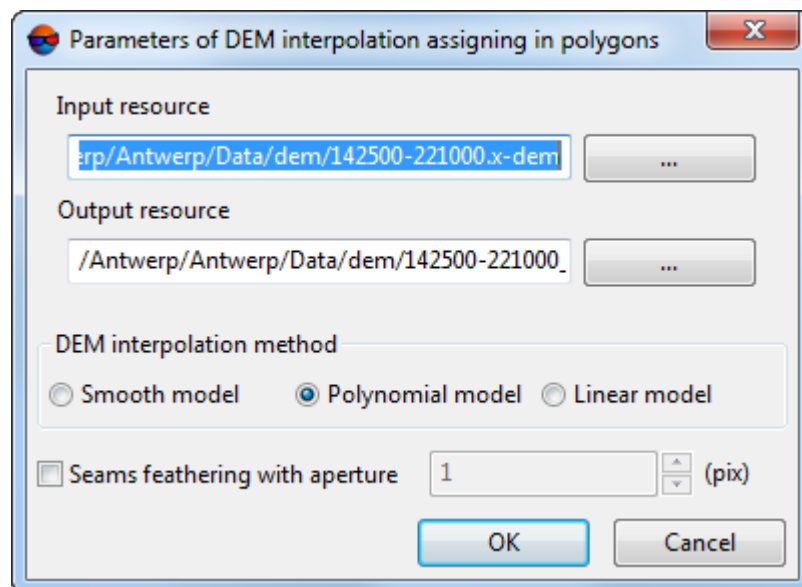 Parameters of DEM interpolation assigning in polygons
Input resource
erp/Antwerp/Data/dem/142500-221000.x-dem
...
Output resource
/Antwerp/Antwerp/Data/dem/142500-221000_
...
DEM interpolation method
Smooth model Polynomial model Linear model
Seams feathering with aperture 1 (pix)
OK Cancel